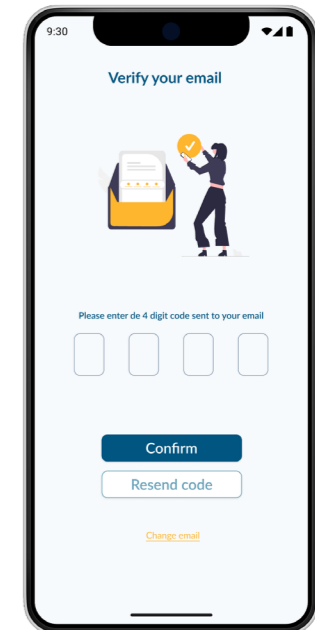 9:30
Verify your email
Please enter de 4 digit code sent to your email
Confirm
Resend code
Change email